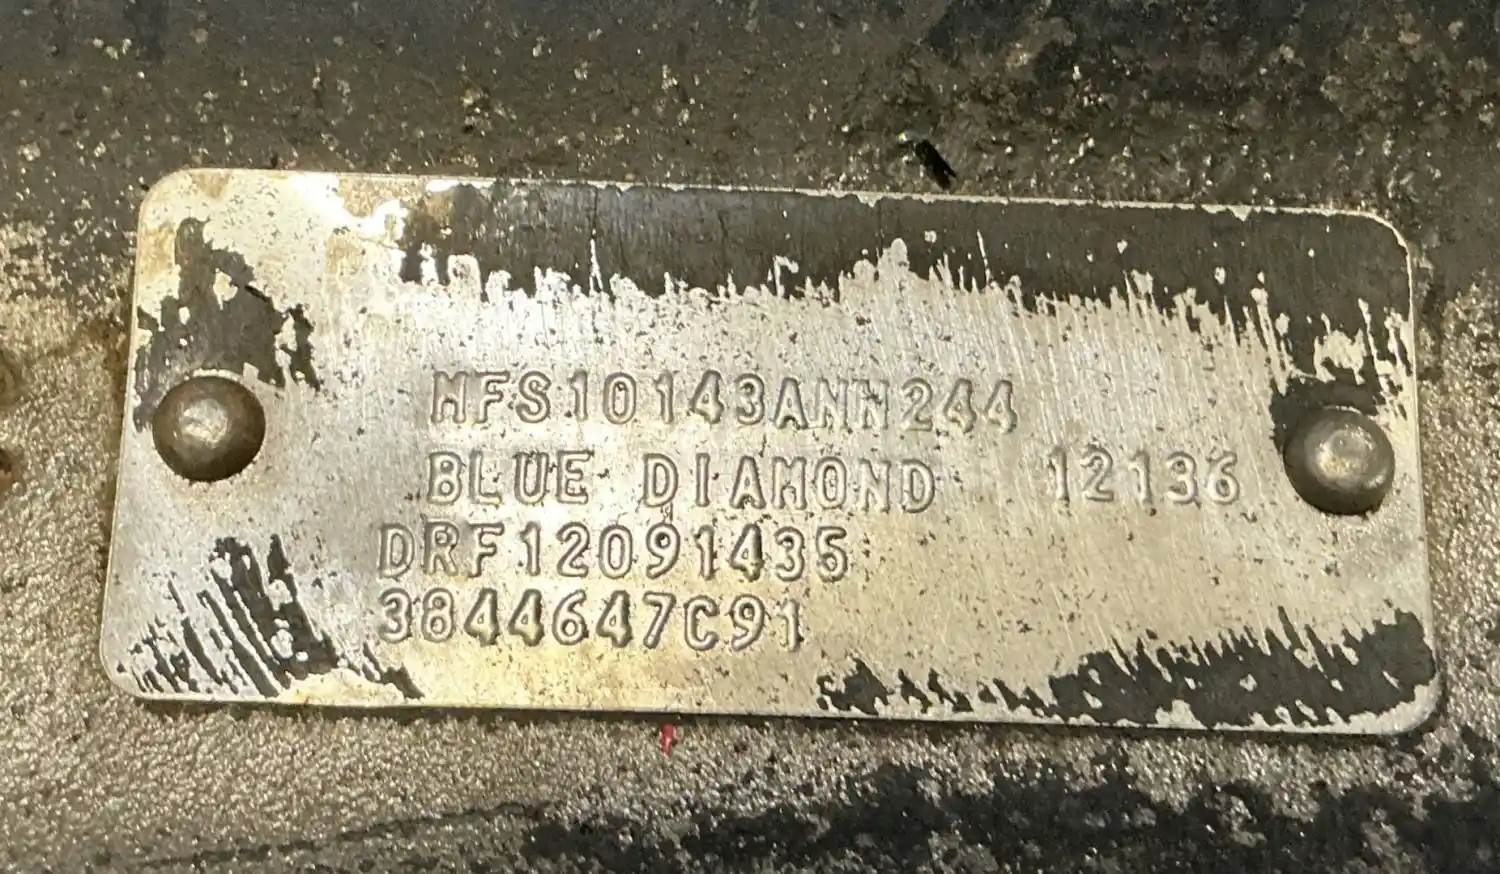 MFS10143ANN244
BLUE DIAMOND 12136
DRF12091435
3844647C91